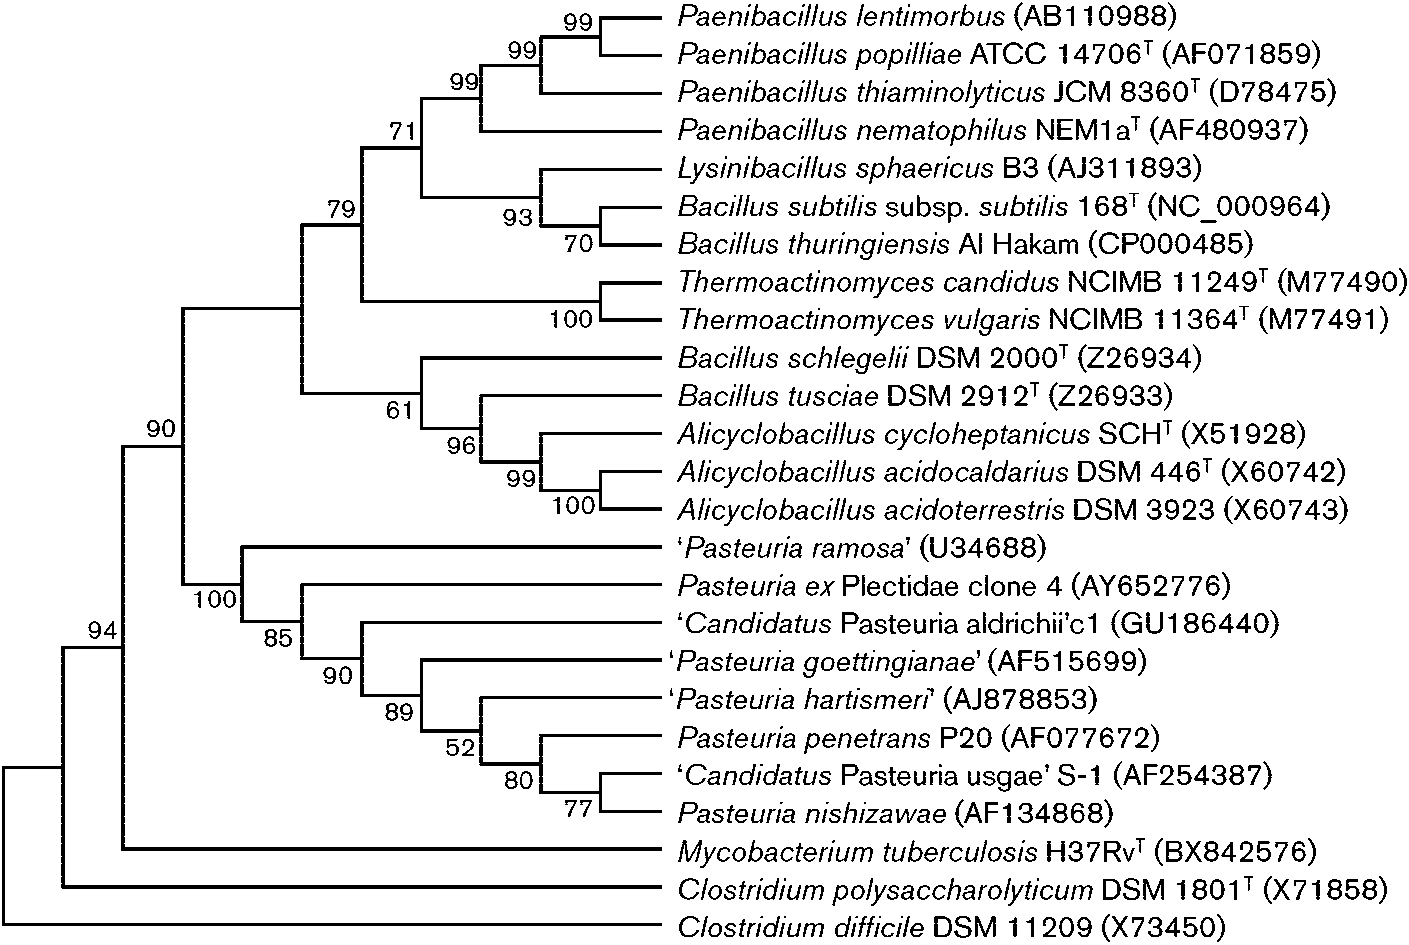 99 Paenibacillus lentimorbus (AB110988)
99 Paenibacillus popilliae ATCC 14706ᵀ (AF071859)
99 Paenibacillus thiaminolyticus JCM 8360ᵀ (D78475)
71 Paenibacillus nematophilus NEM1aᵀ (AF480937)
Lysinibacillus sphaericus B3 (AJ311893)
79 93 Bacillus subtilis subsp. subtilis 168ᵀ (NC_000964)
70 Bacillus thuringiensis Al Hakam (CP000485)
Thermoactinomyces candidus NCIMB 11249ᵀ (M77490)
100 Thermoactinomyces vulgaris NCIMB 11364ᵀ (M77491)
Bacillus schlegelii DSM 2000ᵀ (Z26934)
61 Bacillus tusciae DSM 2912ᵀ (Z26933)
90 96 Alicyclobacillus cycloheptanicus SCHᵀ (X51928)
99 Alicyclobacillus acidocaldarius DSM 446ᵀ (X60742)
100 Alicyclobacillus acidoterrestris DSM 3923 (X60743)
‘Pasteuria ramosa’ (U34688)
100 Pasteuria ex Plectidae clone 4 (AY652776)
94 85 ‘Candidatus Pasteuria aldrichii’c1 (GU186440)
90 ‘Pasteuria goettingianae’ (AF515699)
89 ‘Pasteuria hartismeri’ (AJ878853)
52 Pasteuria penetrans P20 (AF077672)
80 ‘Candidatus Pasteuria usgae’ S-1 (AF254387)
77 Pasteuria nishizawae (AF134868)
Mycobacterium tuberculosis H37Rvᵀ (BX842576)
Clostridium polysaccharolyticum DSM 1801ᵀ (X71858)
Clostridium difficile DSM 11209 (X73450)